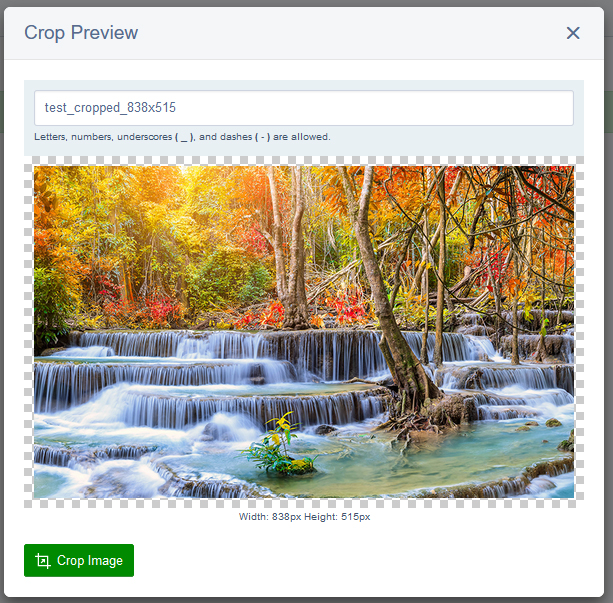 Crop Preview
test_cropped_838x515
Letters, numbers, underscores ( _ ), and dashes ( - ) are allowed.
Width: 838px Height: 515px
Crop Image